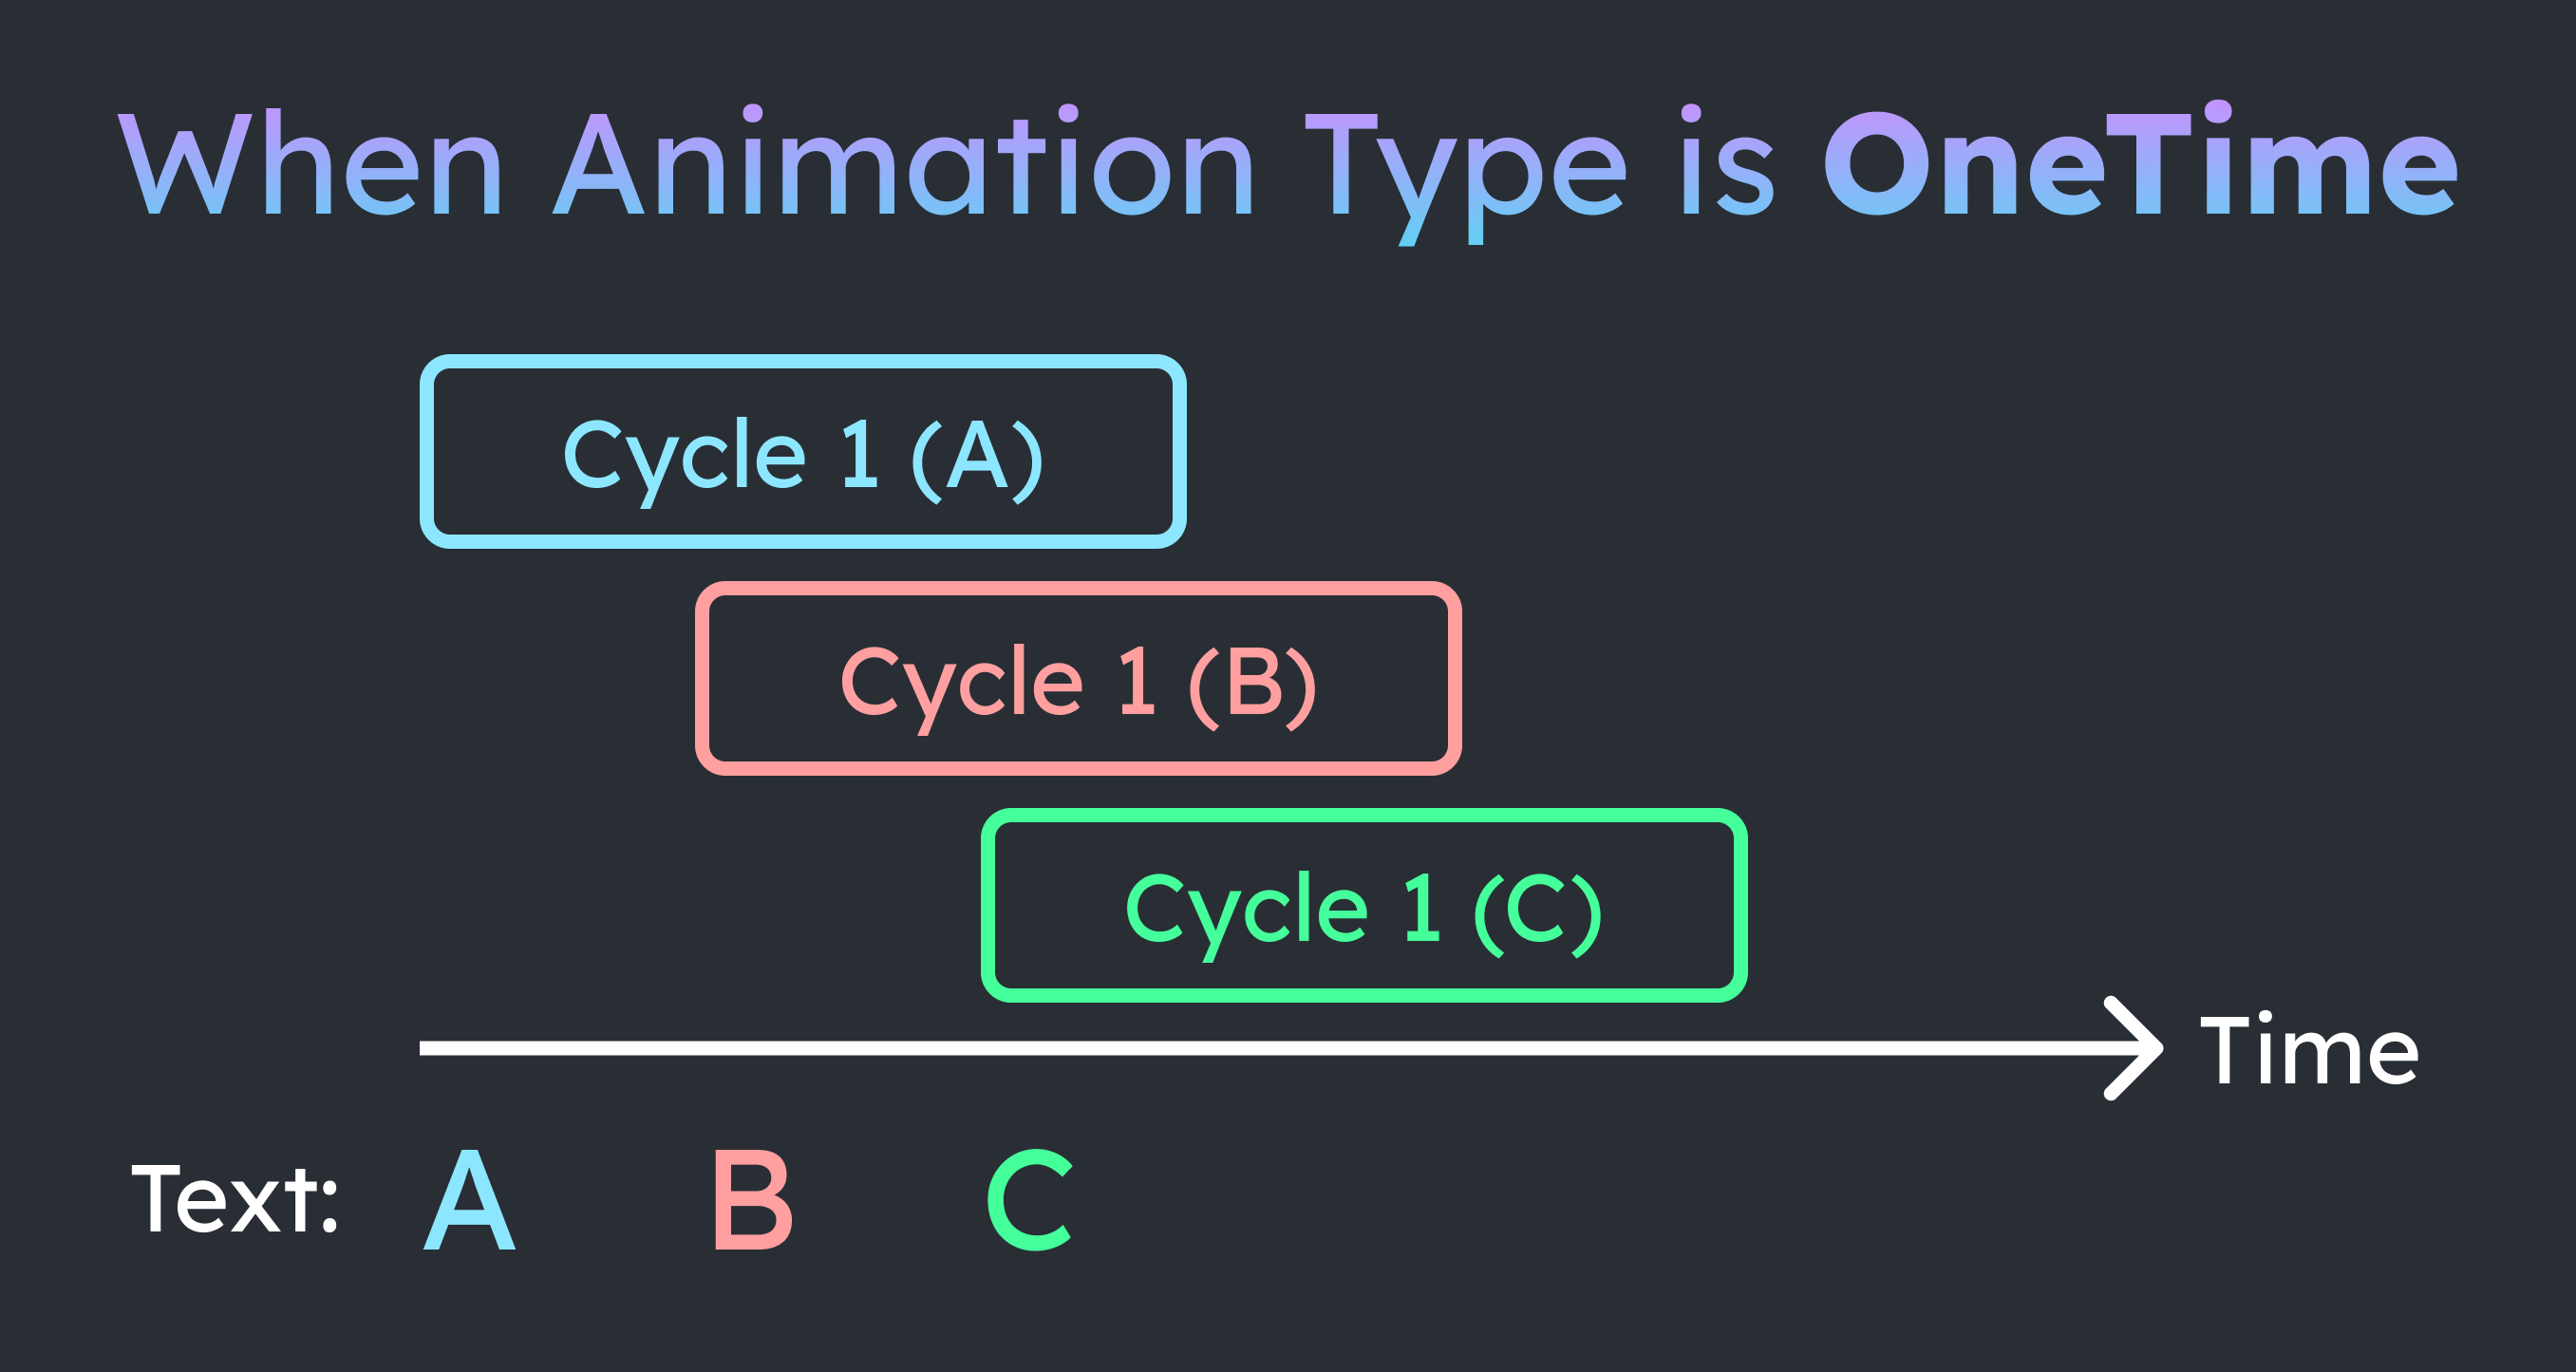 When Animation Type is OneTime
Cycle 1 (A)
Cycle 1 (B)
Cycle 1 (C)
Time
Text: A B C